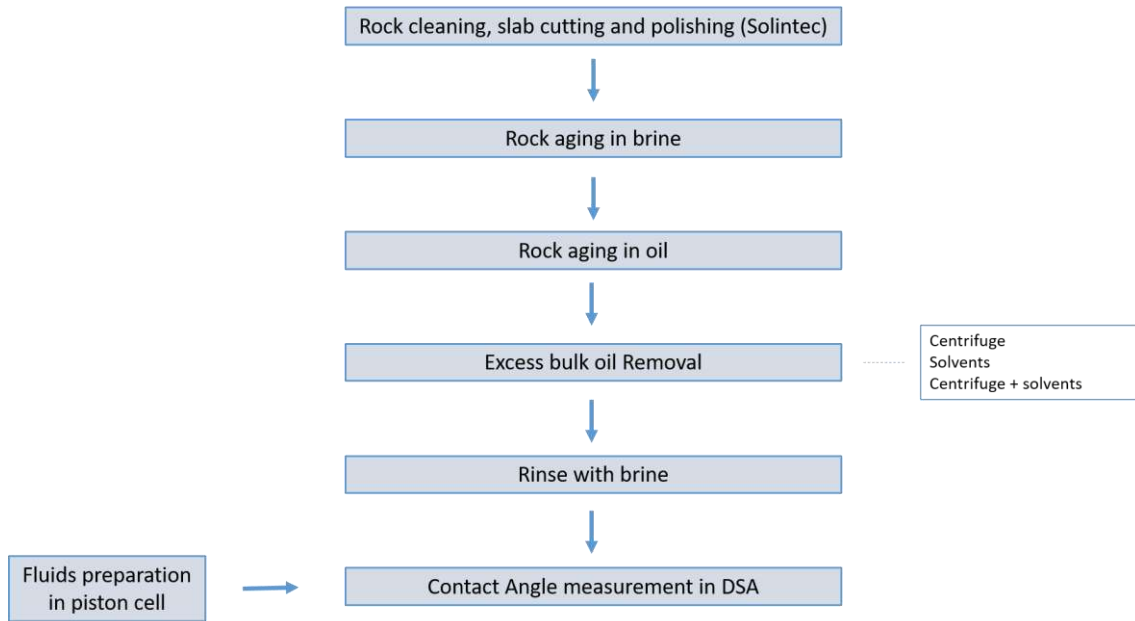 Rock cleaning, slab cutting and polishing (Solintec)
Rock aging in brine
Rock aging in oil
Excess bulk oil Removal
Centrifuge
Solvents
Centrifuge + solvents
Rinse with brine
Fluids preparation
in piston cell
Contact Angle measurement in DSA